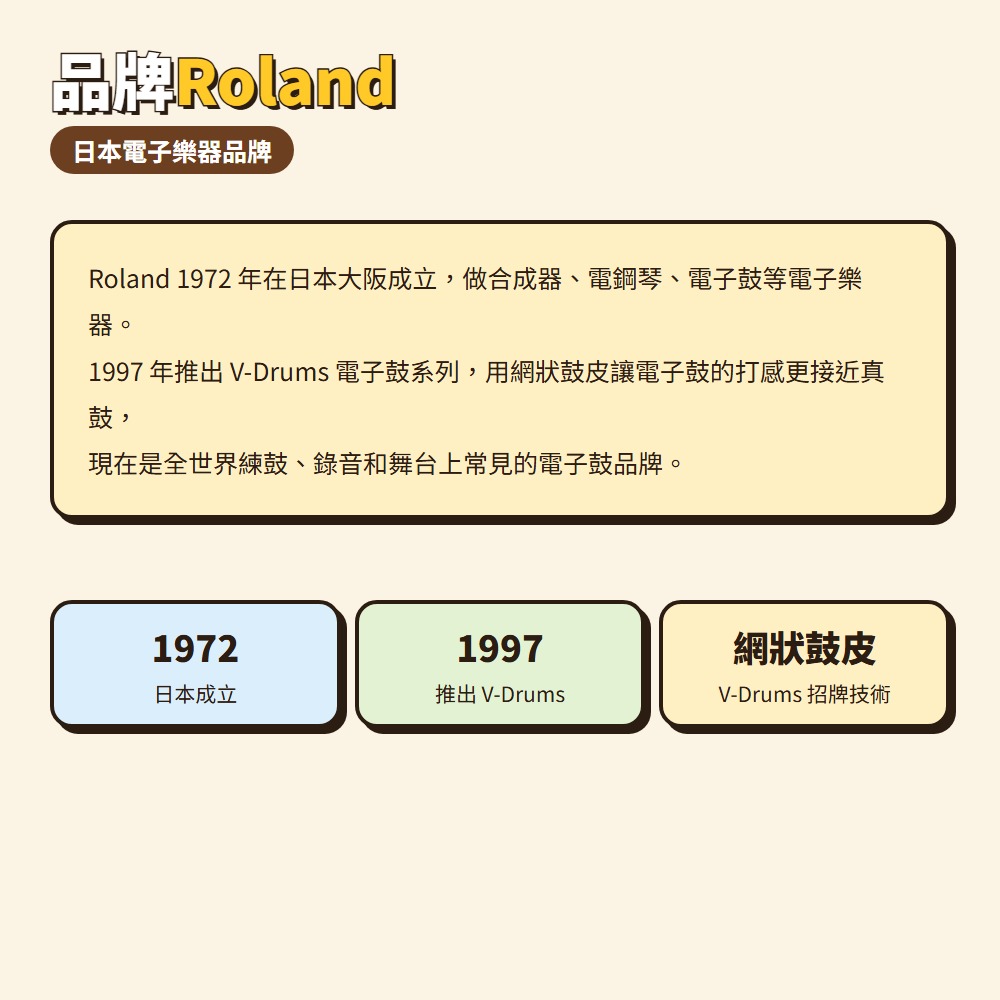 品牌Roland
日本電子樂器品牌
Roland 1972 年在日本大阪成立，做合成器、電鋼琴、電子鼓等電子樂
器。
1997 年推出 V-Drums 電子鼓系列，用網狀鼓皮讓電子鼓的打感更接近真
鼓，
現在是全世界練鼓、錄音和舞台上常見的電子鼓品牌。
1972
日本成立
1997
推出 V-Drums
網狀鼓皮
V-Drums 招牌技術